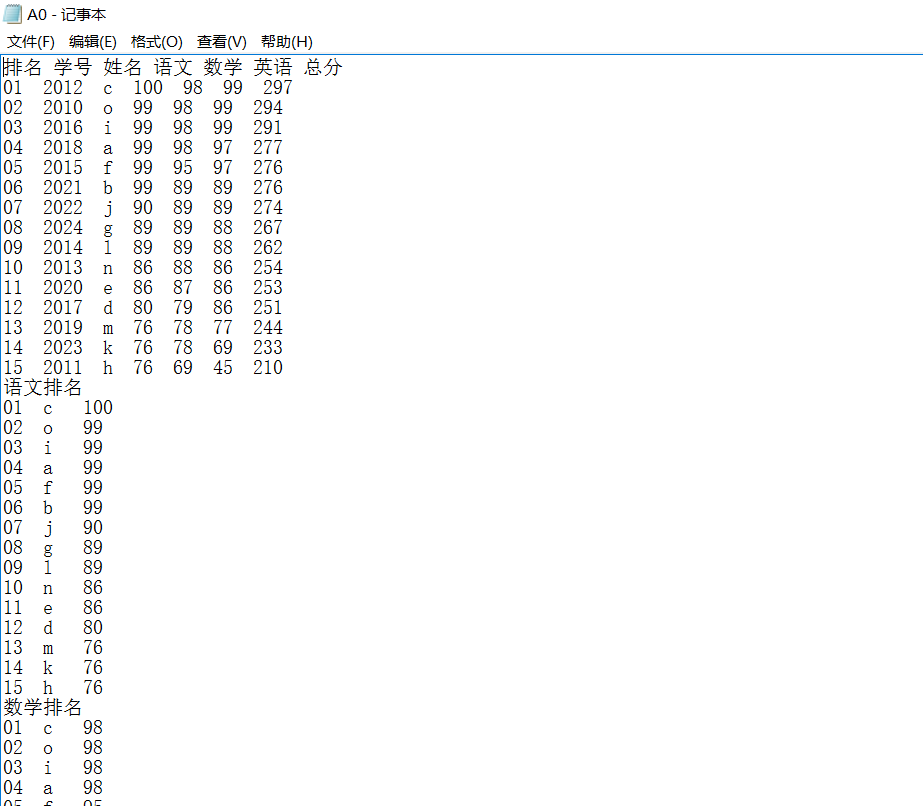 A0 - 记事本
文件(F) 编辑(E) 格式(O) 查看(V) 帮助(H)
排名 学号 姓名 语文 数学 英语 总分
01 2012 c 100 98 99 297
02 2010 o 99 98 99 294
03 2016 i 99 98 99 291
04 2018 a 99 98 97 277
05 2015 f 99 95 97 276
06 2021 b 99 89 89 276
07 2022 j 90 89 89 274
08 2024 g 89 89 88 267
09 2014 l 89 89 88 262
10 2013 n 86 88 86 254
11 2020 e 86 87 86 253
12 2017 d 80 79 86 251
13 2019 m 76 78 77 244
14 2023 k 76 78 69 233
15 2011 h 76 69 45 210
语文排名
01 c 100
02 o 99
03 i 99
04 a 99
05 f 99
06 b 99
07 j 90
08 g 89
09 l 89
10 n 86
11 e 86
12 d 80
13 m 76
14 k 76
15 h 76
数学排名
01 c 98
02 o 98
03 i 98
04 a 98
05 f 95